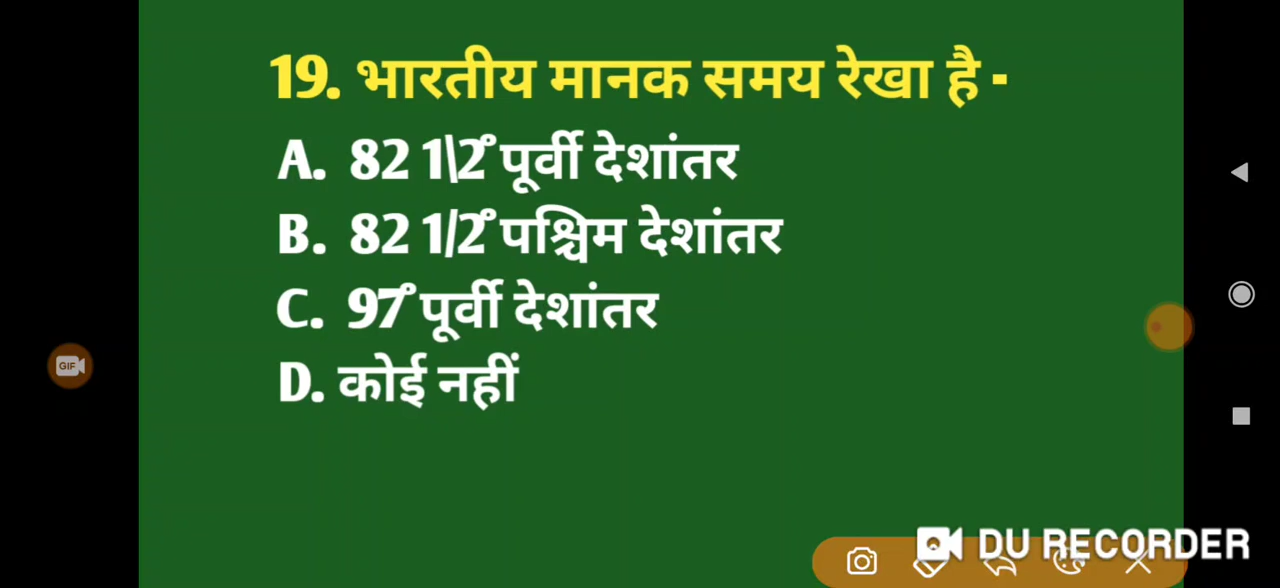 19. भारतीय मानक समय रेखा है -
A. 82 1\2° पूर्वी देशांतर
B. 82 1/2° पश्चिम देशांतर
C. 97° पूर्वी देशांतर
D. कोई नहीं
GIF
DU RECORDER